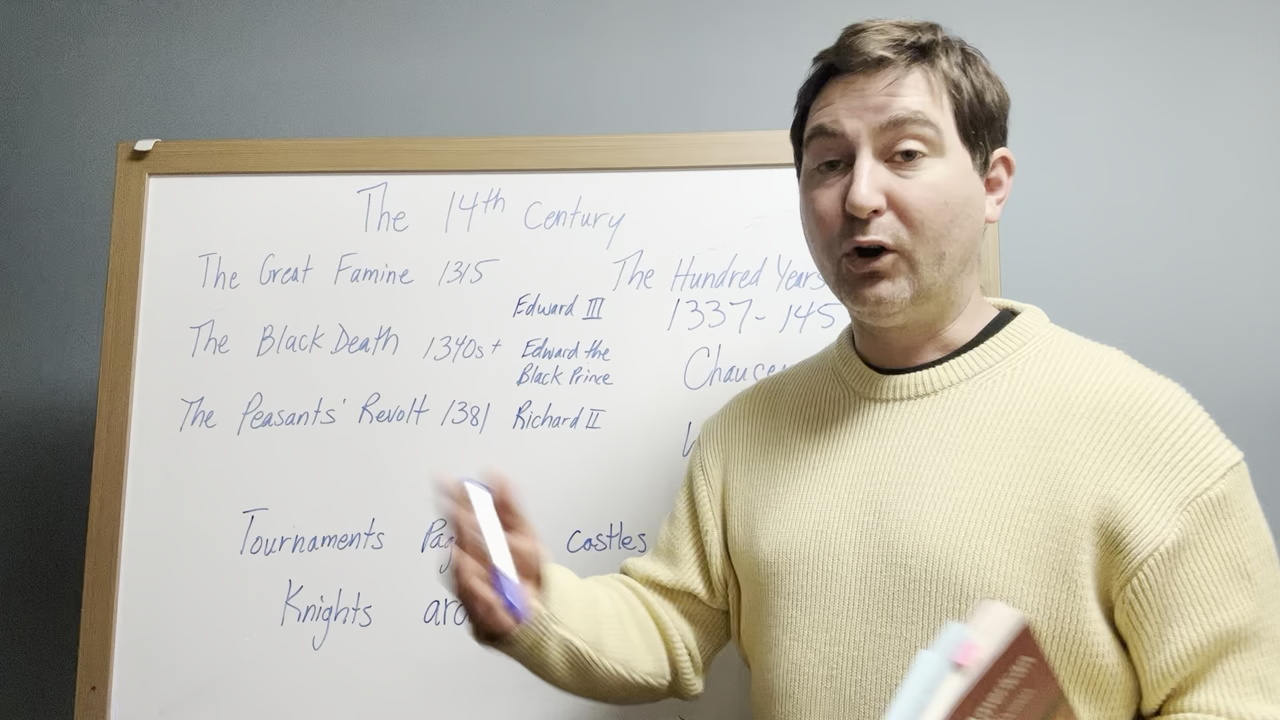 The 14th Century
The Great Famine 1315
The Hundred Years
Edward III
1337-145
The Black Death 1340s+
Edward the
Black Prince
The Peasants' Revolt 1381
Richard II
Tournaments
Castles
Knights